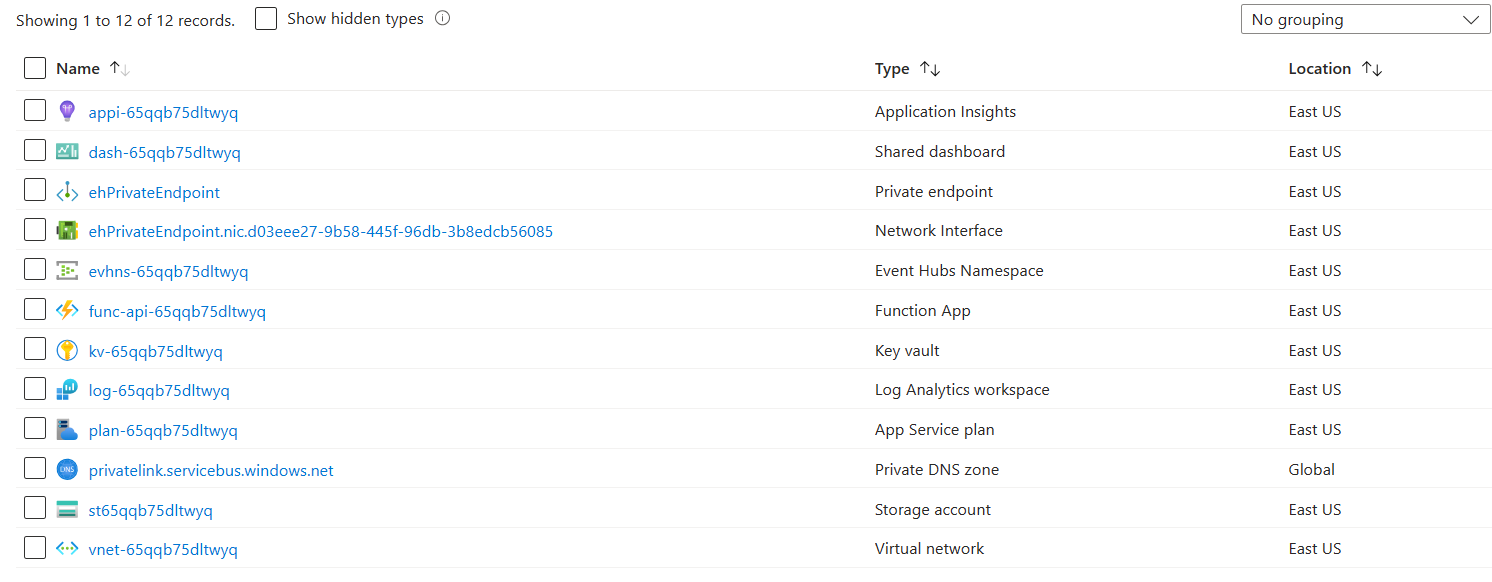 Showing 1 to 12 of 12 records. Show hidden types No grouping
Name Type Location
appi-65qqb75dltwyq Application Insights East US
dash-65qqb75dltwyq Shared dashboard East US
ehPrivateEndpoint Private endpoint East US
ehPrivateEndpoint.nic.d03eee27-9b58-445f-96db-3b8edcb56085 Network Interface East US
evhns-65qqb75dltwyq Event Hubs Namespace East US
func-api-65qqb75dltwyq Function App East US
kv-65qqb75dltwyq Key vault East US
log-65qqb75dltwyq Log Analytics workspace East US
plan-65qqb75dltwyq App Service plan East US
DNS privatelink.servicebus.windows.net Private DNS zone Global
st65qqb75dltwyq Storage account East US
vnet-65qqb75dltwyq Virtual network East US